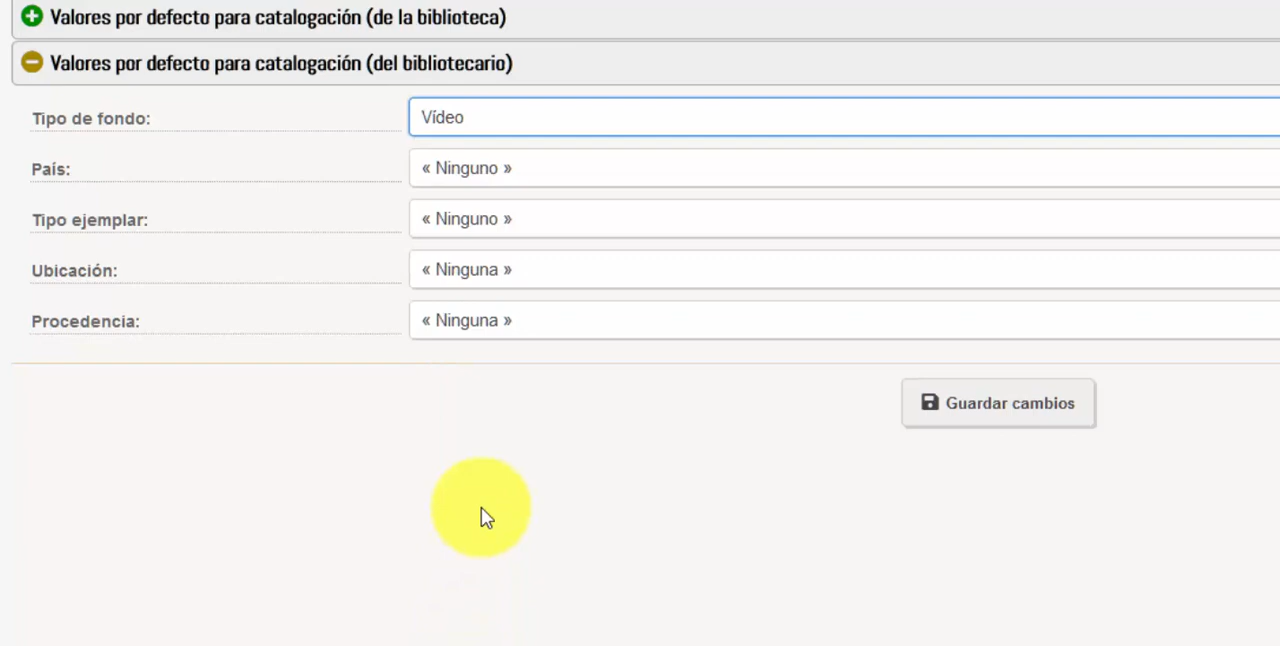 Valores por defecto para catalogación (de la biblioteca)
Valores por defecto para catalogación (del bibliotecario)
Tipo de fondo: Vídeo
País: « Ninguno »
Tipo ejemplar: « Ninguno »
Ubicación: « Ninguna »
Procedencia: « Ninguna »
Guardar cambios